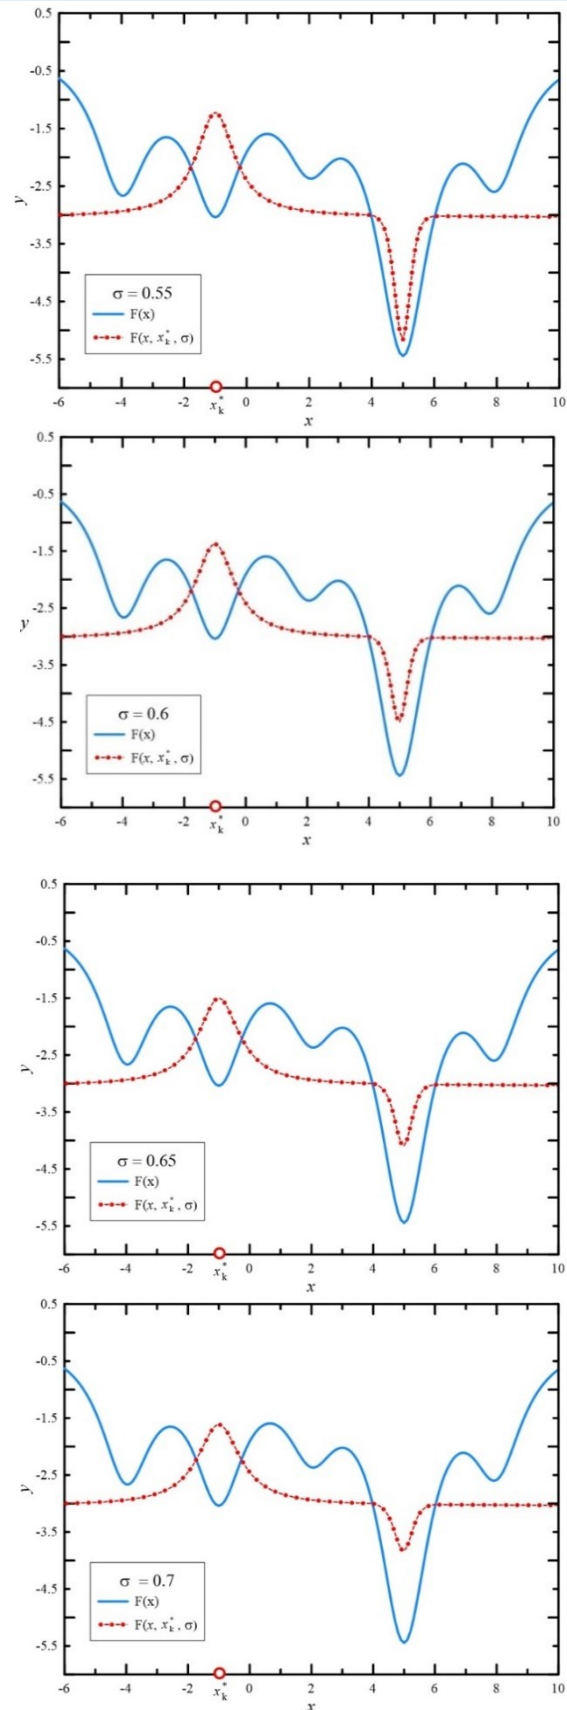 0.5
-0.5
-1.5
-2.5
y
-3.5
-4.5
-5.5
σ = 0.55
F(x)
F(x, x*k, σ)
-6 -4 -2 x*k 0 2 4 6 8 10
x
0.5
-0.5
-1.5
-2.5
y
-3.5
-4.5
-5.5
σ = 0.6
F(x)
F(x, x*k, σ)
-6 -4 -2 x*k 0 2 4 6 8 10
x
0.5
-0.5
-1.5
-2.5
y
-3.5
-4.5
-5.5
σ = 0.65
F(x)
F(x, x*k, σ)
-6 -4 -2 x*k 0 2 4 6 8 10
x
0.5
-0.5
-1.5
-2.5
y
-3.5
-4.5
-5.5
σ = 0.7
F(x)
F(x, x*k, σ)
-6 -4 -2 x*k 0 2 4 6 8 10
x